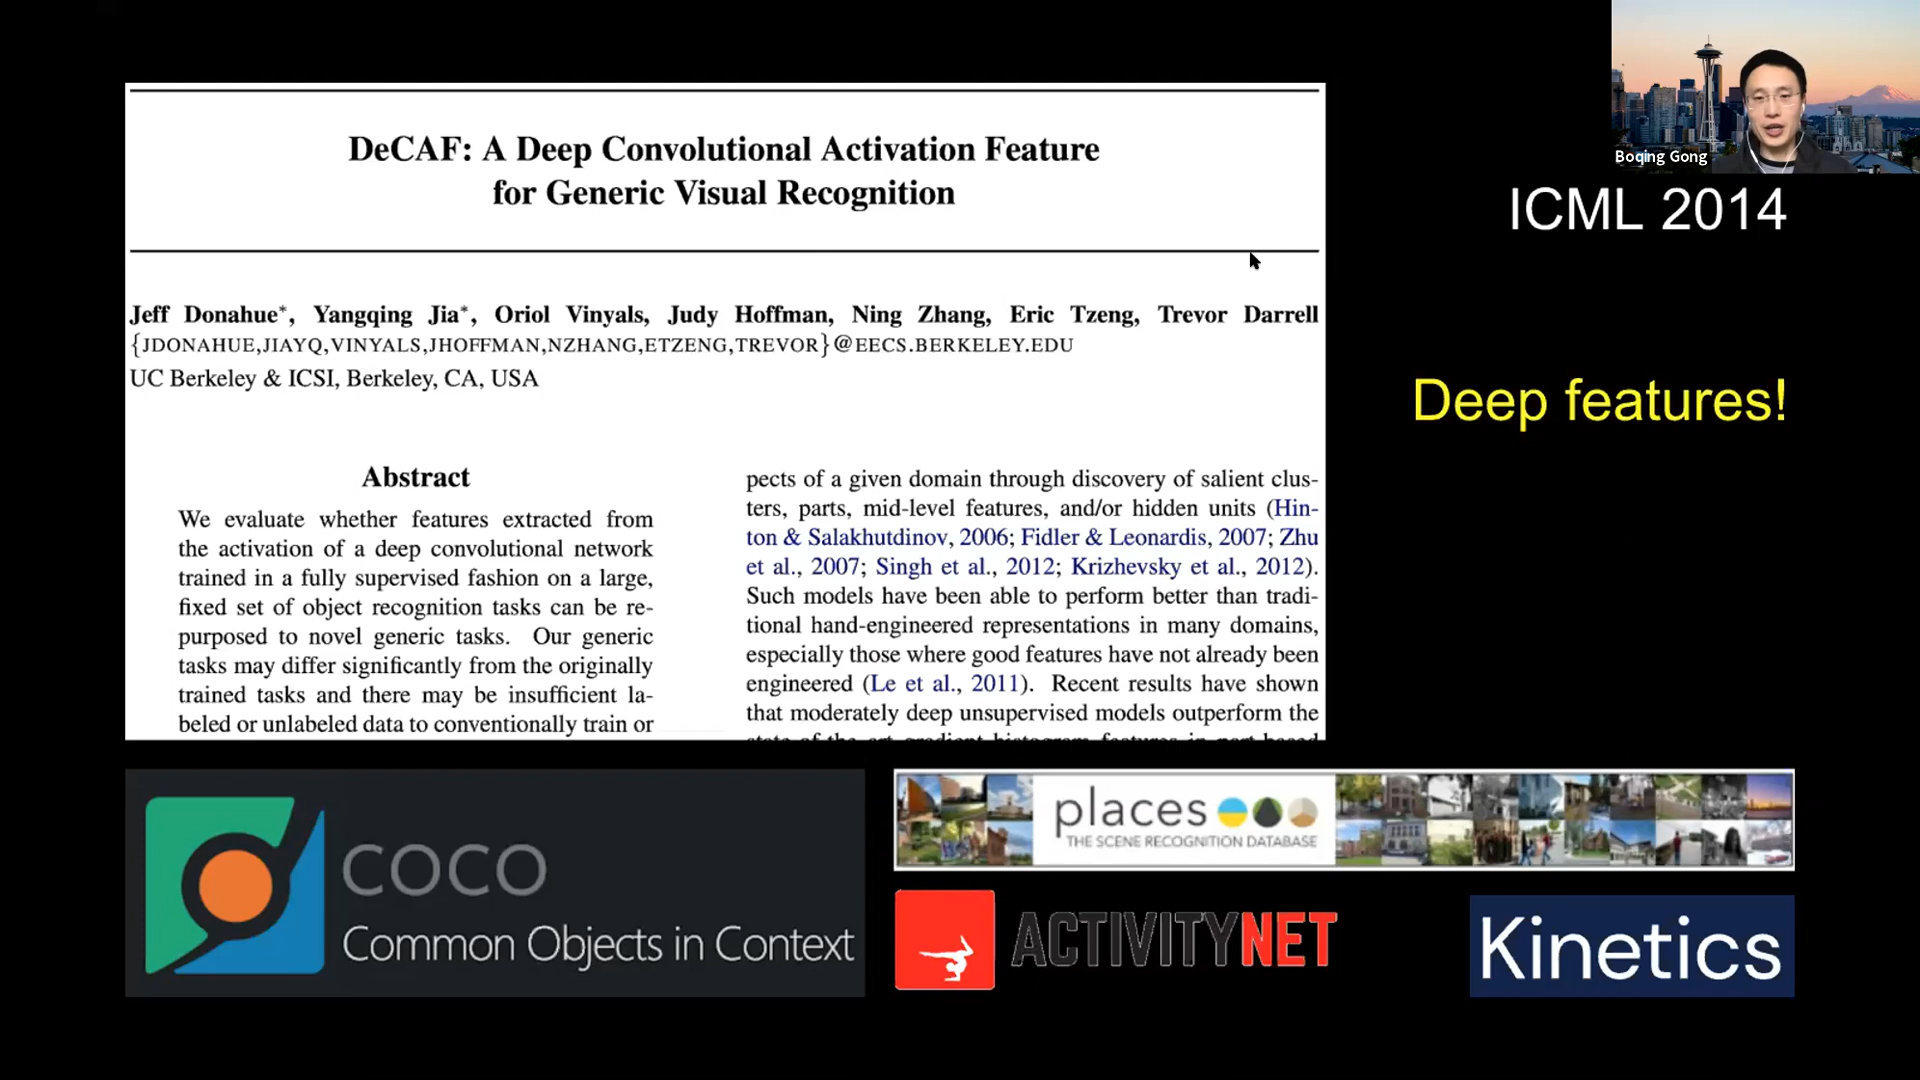 Boqing Gong
ICML 2014
DeCAF: A Deep Convolutional Activation Feature
for Generic Visual Recognition
Jeff Donahue*, Yangqing Jia*, Oriol Vinyals, Judy Hoffman, Ning Zhang, Eric Tzeng, Trevor Darrell
{JDONAHUE,JIAYQ,VINYALS,JHOFFMAN,NZHANG,ETZENG,TREVOR}@EECS.BERKELEY.EDU
UC Berkeley & ICSI, Berkeley, CA, USA
Deep features!
Abstract
We evaluate whether features extracted from
the activation of a deep convolutional network
trained in a fully supervised fashion on a large,
fixed set of object recognition tasks can be re-
purposed to novel generic tasks. Our generic
tasks may differ significantly from the originally
trained tasks and there may be insufficient la-
beled or unlabeled data to conventionally train or
pects of a given domain through discovery of salient clus-
ters, parts, mid-level features, and/or hidden units (Hin-
ton & Salakhutdinov, 2006; Fidler & Leonardis, 2007; Zhu
et al., 2007; Singh et al., 2012; Krizhevsky et al., 2012).
Such models have been able to perform better than tradi-
tional hand-engineered representations in many domains,
especially those where good features have not already been
engineered (Le et al., 2011). Recent results have shown
that moderately deep unsupervised models outperform the
state-of-the-art gradient histogram features in part-based
COCO
Common Objects in Context
places
THE SCENE RECOGNITION DATABASE
ACTIVITYNET
Kinetics